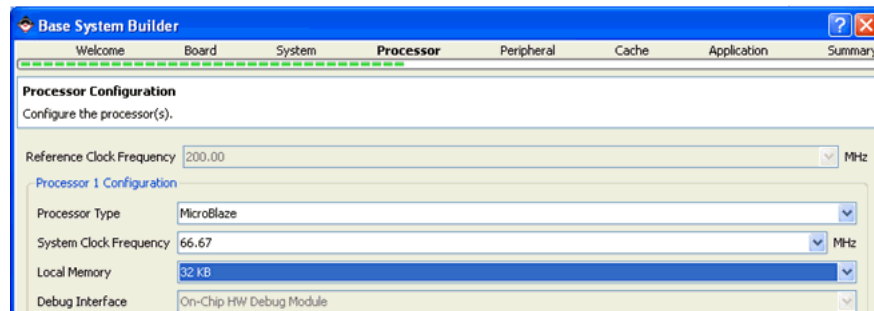 Base System Builder
Welcome Board System Processor Peripheral Cache Application Summary
Processor Configuration
Configure the processor(s).
Reference Clock Frequency 200.00 MHz
Processor 1 Configuration
Processor Type MicroBlaze
System Clock Frequency 66.67 MHz
Local Memory 32 KB
Debug Interface On-Chip HW Debug Module